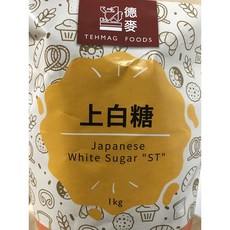 德麥
TEHMAG FOODS
上白糖
Japanese
White Sugar "ST"
1kg